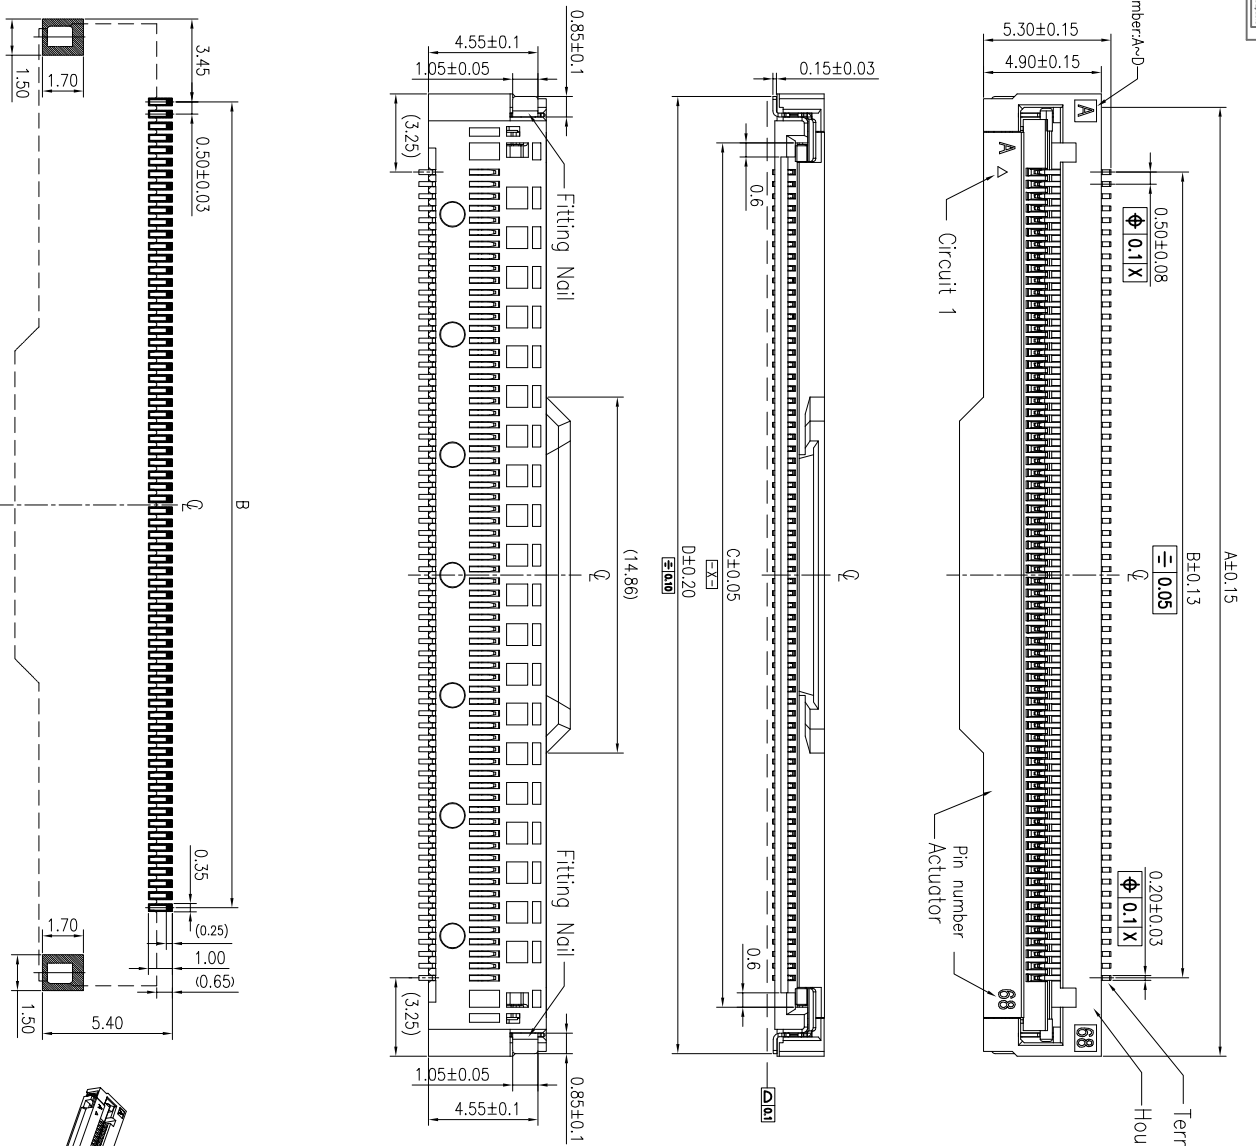 mber:A~D
5.30±0.15
4.90±0.15
A
A
Circuit 1
0.50±0.08
⌖ 0.1 X
A±0.15
B±0.13
⌯ 0.05
℄
0.20±0.03
⌖ 0.1 X
Pin number
Actuator
68
68
Terr
Hou
0.15±0.03
0.6
℄
C±0.05
-X-
D±0.20
⌯ 0.10
0.6
⌓ 0.1
0.85±0.1
4.55±0.1
1.05±0.05
(3.25)
Fitting Nail
(14.86)
℄
Fitting Nail
(3.25)
1.05±0.05
0.85±0.1
4.55±0.1
1.50
1.70
3.45
0.50±0.03
B
℄
0.35
(0.25)
1.00
(0.65)
1.70
1.50
5.40